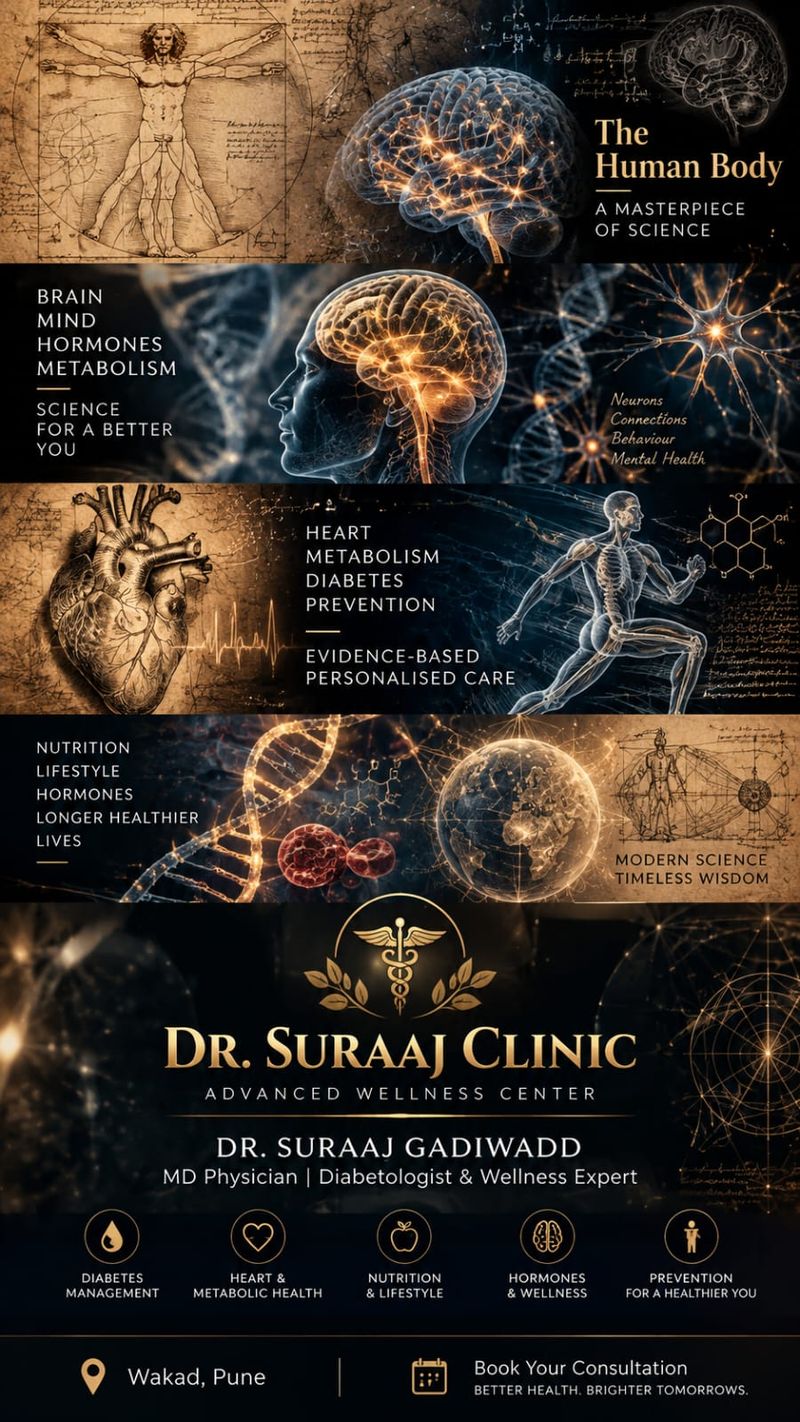 The
Human Body
A MASTERPIECE
OF SCIENCE
BRAIN
MIND
HORMONES
METABOLISM
SCIENCE
FOR A BETTER
YOU
Neurons
Connections
Behaviour
Mental Health
HEART
METABOLISM
DIABETES
PREVENTION
EVIDENCE-BASED
PERSONALISED CARE
NUTRITION
LIFESTYLE
HORMONES
LONGER HEALTHIER
LIVES
MODERN SCIENCE
TIMELESS WISDOM
DR. SURAAJ CLINIC
ADVANCED WELLNESS CENTER
DR. SURAAJ GADIWADD
MD Physician | Diabetologist & Wellness Expert
DIABETES
MANAGEMENT
HEART &
METABOLIC HEALTH
NUTRITION
& LIFESTYLE
HORMONES
& WELLNESS
PREVENTION
FOR A HEALTHIER YOU
Wakad, Pune
Book Your Consultation
BETTER HEALTH. BRIGHTER TOMORROWS.